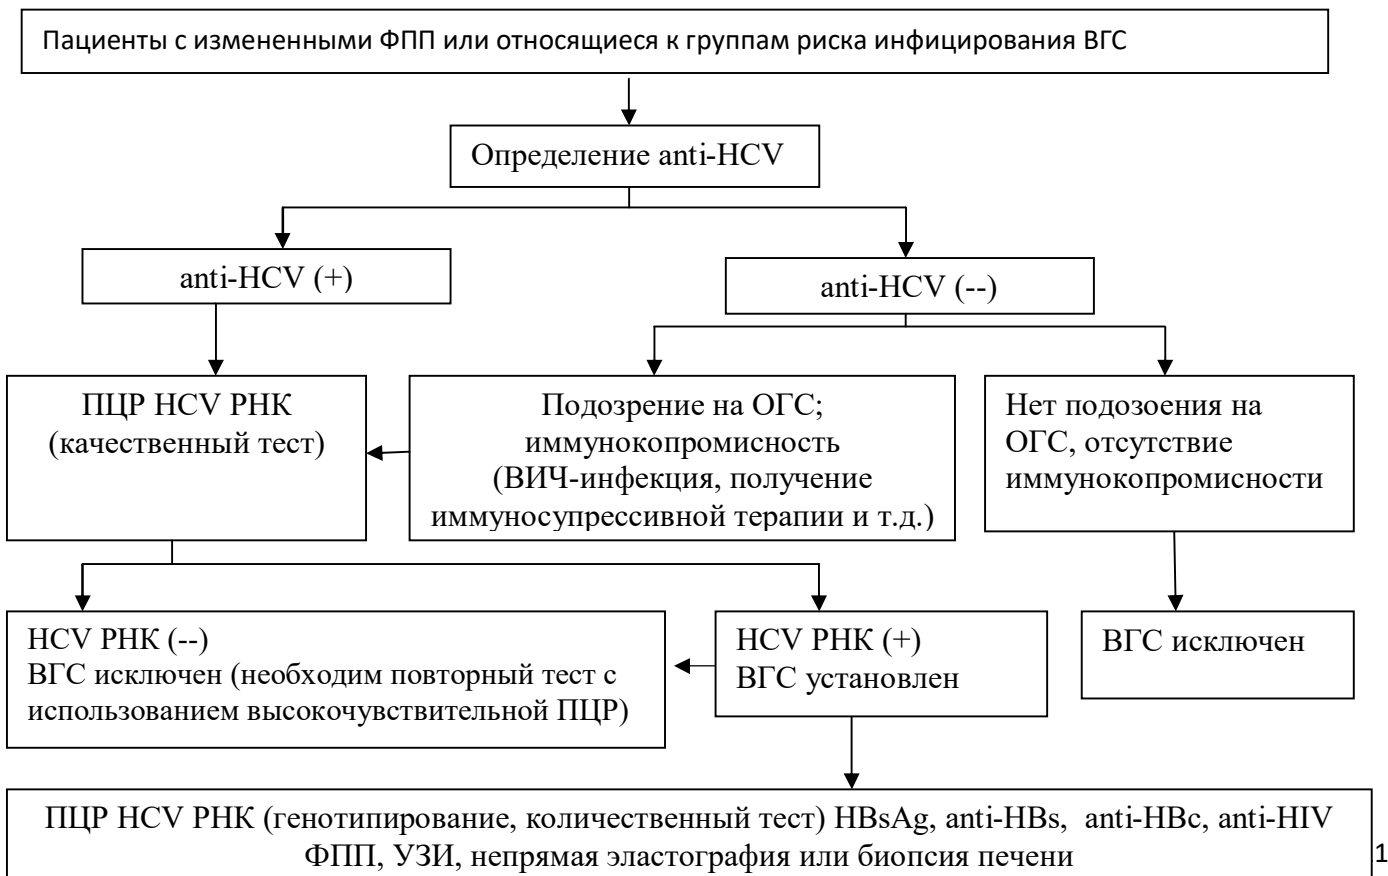 Пациенты с измененными ФПП или относящиеся к группам риска инфицирования ВГС
Определение anti-HCV
anti-HCV (+)
anti-HCV (--)
ПЦР HCV РНК
(качественный тест)
Подозрение на ОГС;
иммунокопромисность
(ВИЧ-инфекция, получение
иммуносупрессивной терапии и т.д.)
Нет подозоения на
ОГС, отсутствие
иммунокопромисности
HCV РНК (--)
ВГС исключен (необходим повторный тест с
использованием высокочувствительной ПЦР)
HCV РНК (+)
ВГС установлен
ВГС исключен
ПЦР HCV РНК (генотипирование, количественный тест) HBsAg, anti-HBs, anti-HBc, anti-HIV
ФПП, УЗИ, непрямая эластография или биопсия печени
1